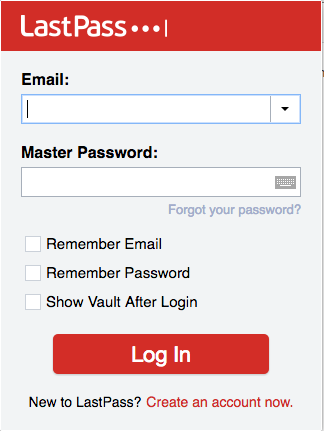 LastPass•••|
Email:
Master Password:
Forgot your password?
Remember Email
Remember Password
Show Vault After Login
Log In
New to LastPass? Create an account now.